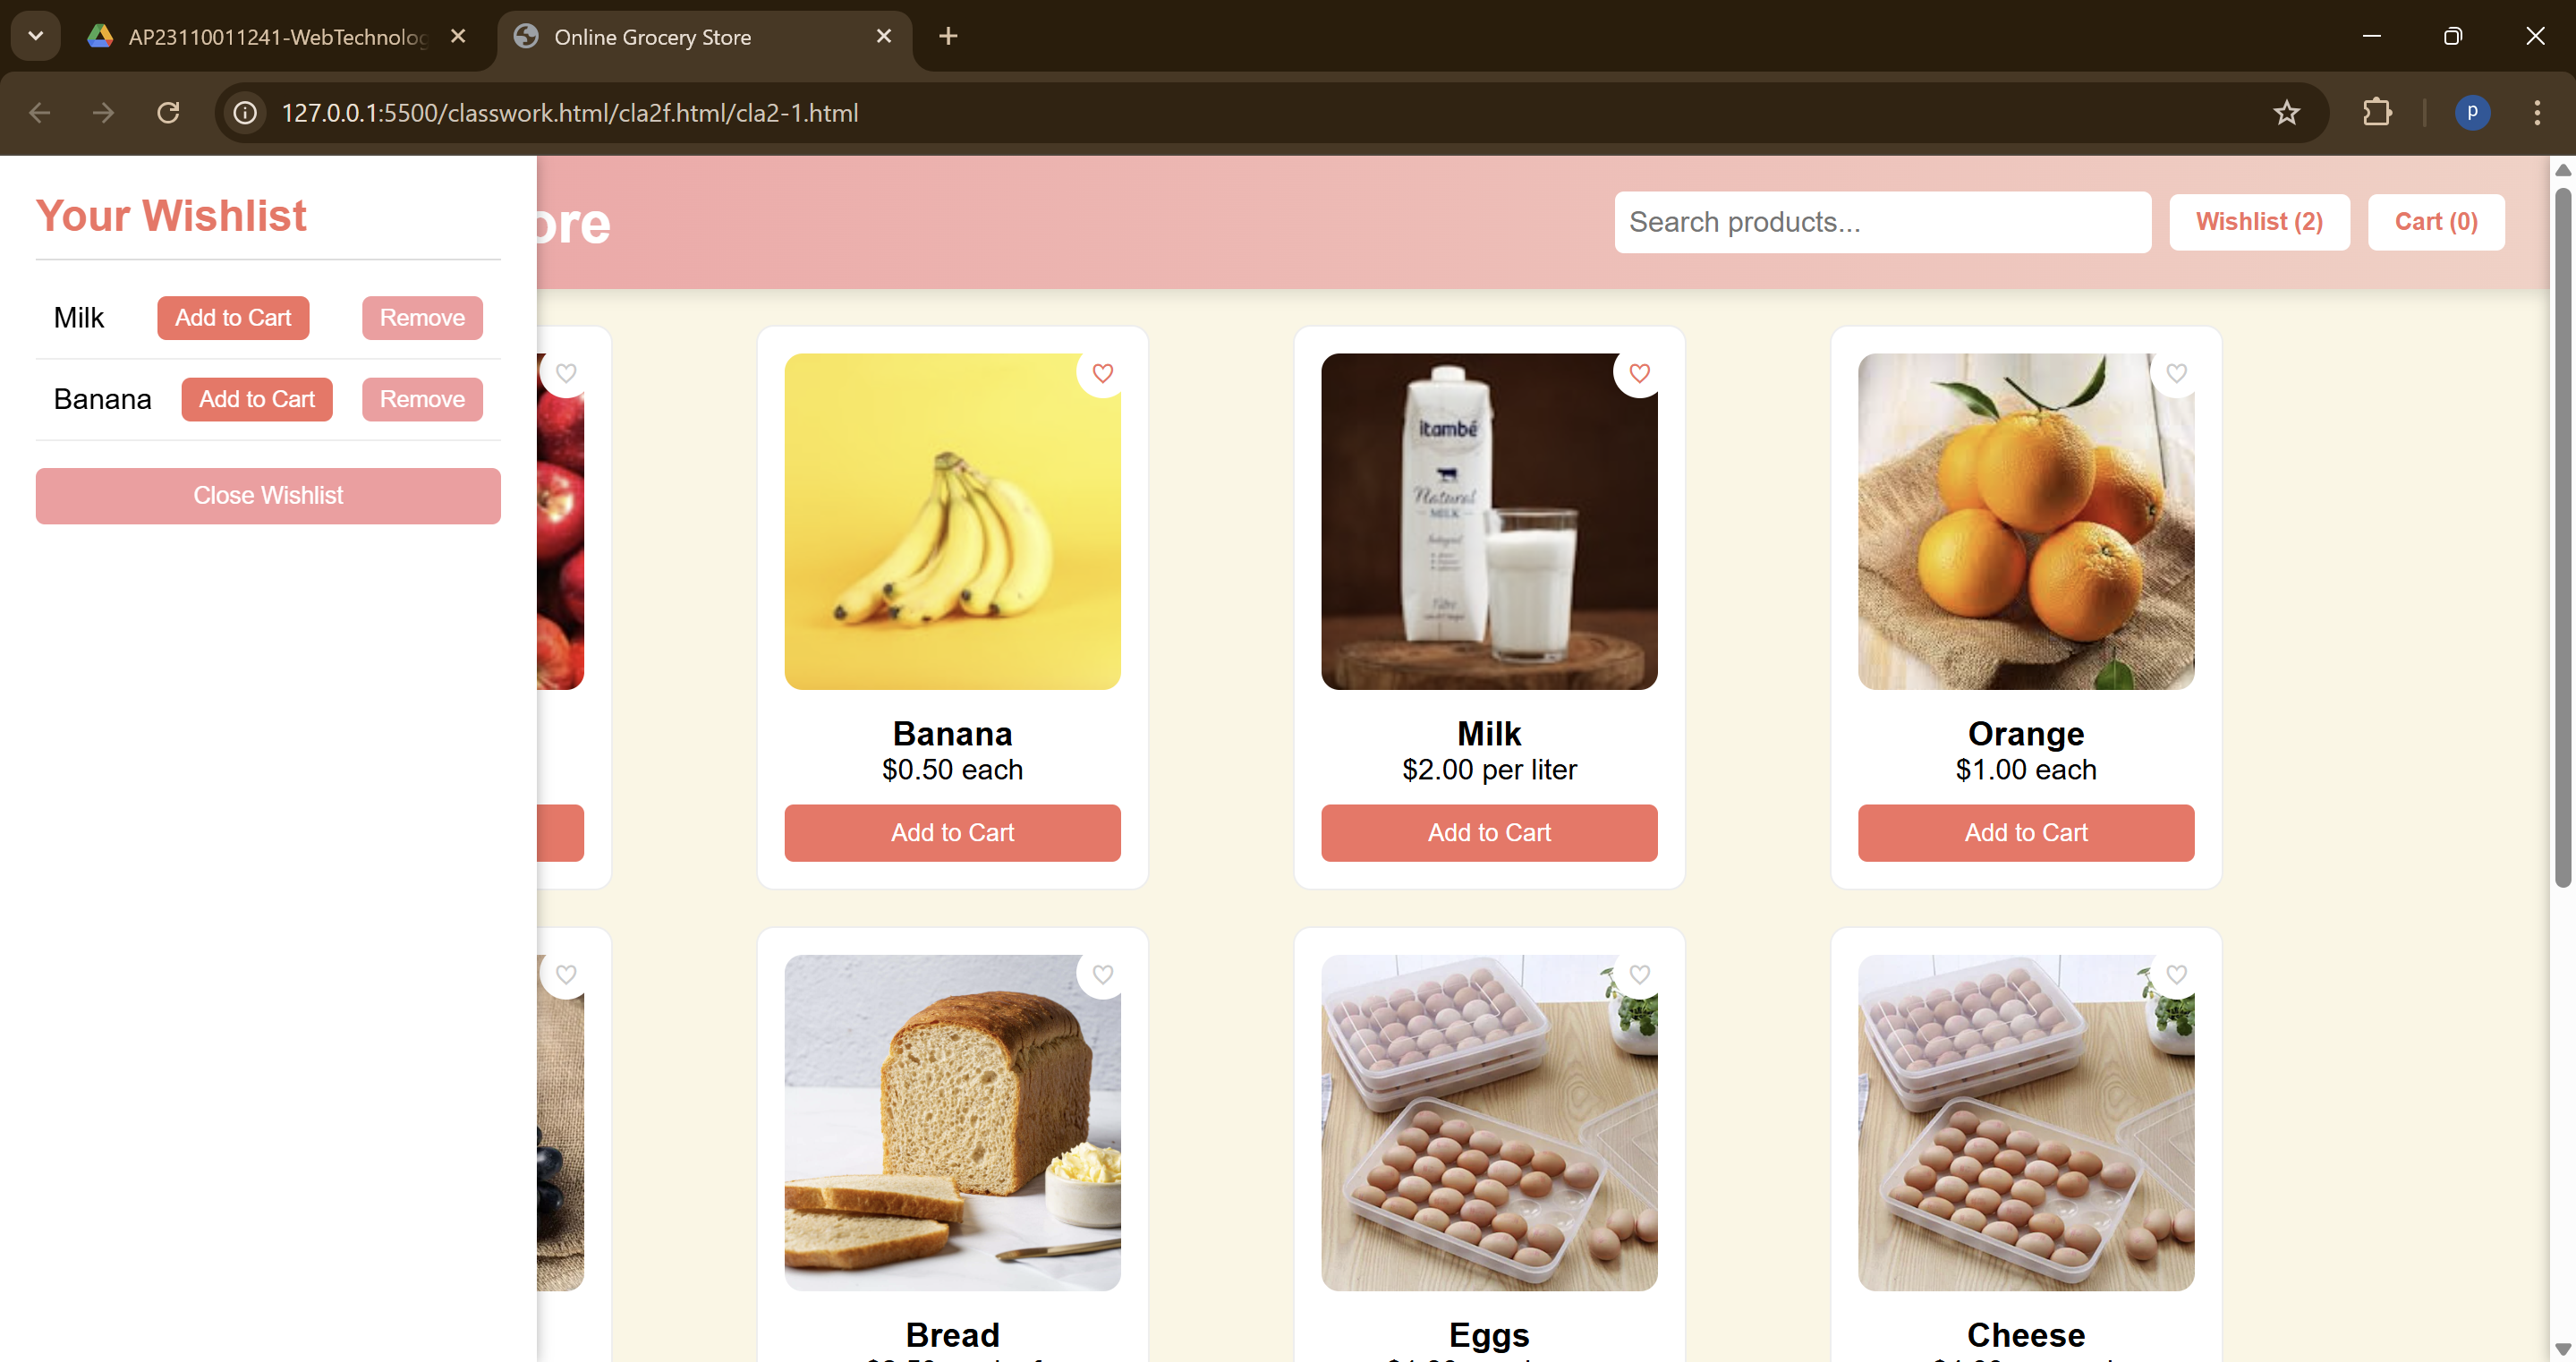 AP23110011241-WebTechnolog
Online Grocery Store
127.0.0.1:5500/classwork.html/cla2f.html/cla2-1.html
P
Your Wishlist
ore
Search products...
Wishlist (2)
Cart (0)
Milk
Add to Cart
Remove
Banana
Add to Cart
Remove
Close Wishlist
itambé
Natural
MILK
Banana
$0.50 each
Add to Cart
Milk
$2.00 per liter
Add to Cart
Orange
$1.00 each
Add to Cart
Bread
Eggs
Cheese